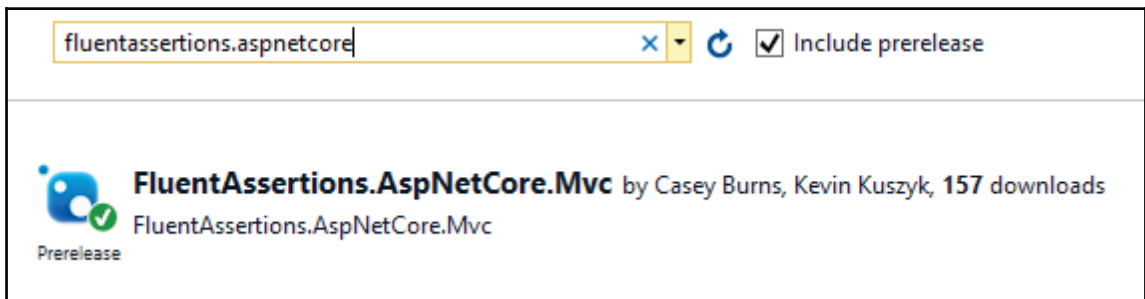 fluentassertions.aspnetcore
Include prerelease
FluentAssertions.AspNetCore.Mvc by Casey Burns, Kevin Kuszyk, 157 downloads
FluentAssertions.AspNetCore.Mvc
Prerelease